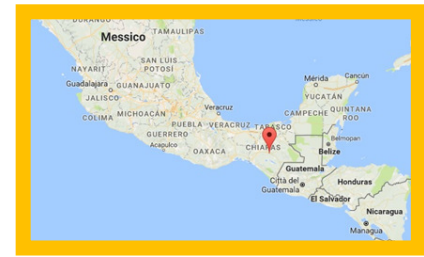 DURANGO
TAMAULIPAS
Messico
SAN LUIS
POTOSI
NAYARIT
Guadalajara
GUANAJUATO
JALISCO
COLIMA
MICHOACÁN
Veracruz
PUEBLA
VERACRUZ
TABASCO
GUERRERO
Acapulco
OAXACA
CHIAPAS
Mérida
Cancún
YUCATÁN
CAMPECHE
QUINTANA
ROO
Belmopan
Belize
Guatemala
Città del
Guatemala
Honduras
El Salvador
Nicaragua
Managua